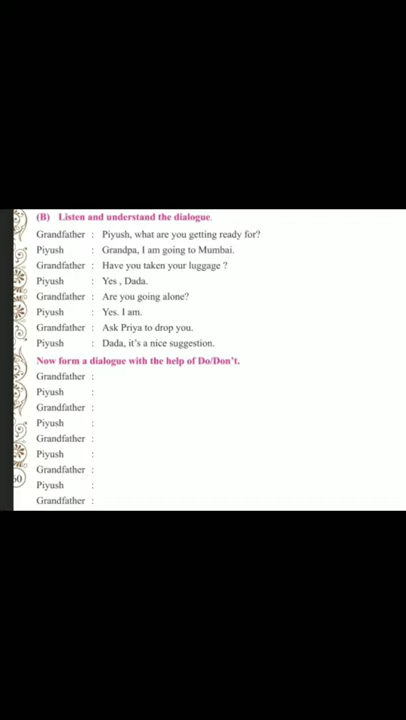 (B) Listen and understand the dialogue.
Grandfather : Piyush, what are you getting ready for?
Piyush : Grandpa, I am going to Mumbai.
Grandfather : Have you taken your luggage ?
Piyush : Yes , Dada.
Grandfather : Are you going alone?
Piyush : Yes. I am.
Grandfather : Ask Priya to drop you.
Piyush : Dada, it's a nice suggestion.
Now form a dialogue with the help of Do/Don't.
Grandfather :
Piyush :
Grandfather :
Piyush :
Grandfather :
Piyush :
Grandfather :
Piyush :
Grandfather :